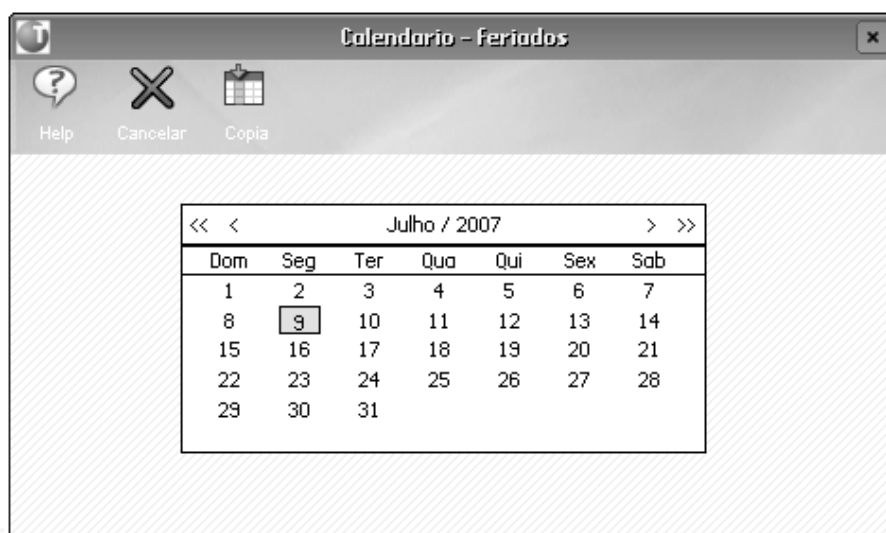 Calendario - Feriados
Help Cancelar Copia
<< < Julho / 2007 > >>
Dom Seg Ter Qua Qui Sex Sab
1 2 3 4 5 6 7
8 9 10 11 12 13 14
15 16 17 18 19 20 21
22 23 24 25 26 27 28
29 30 31